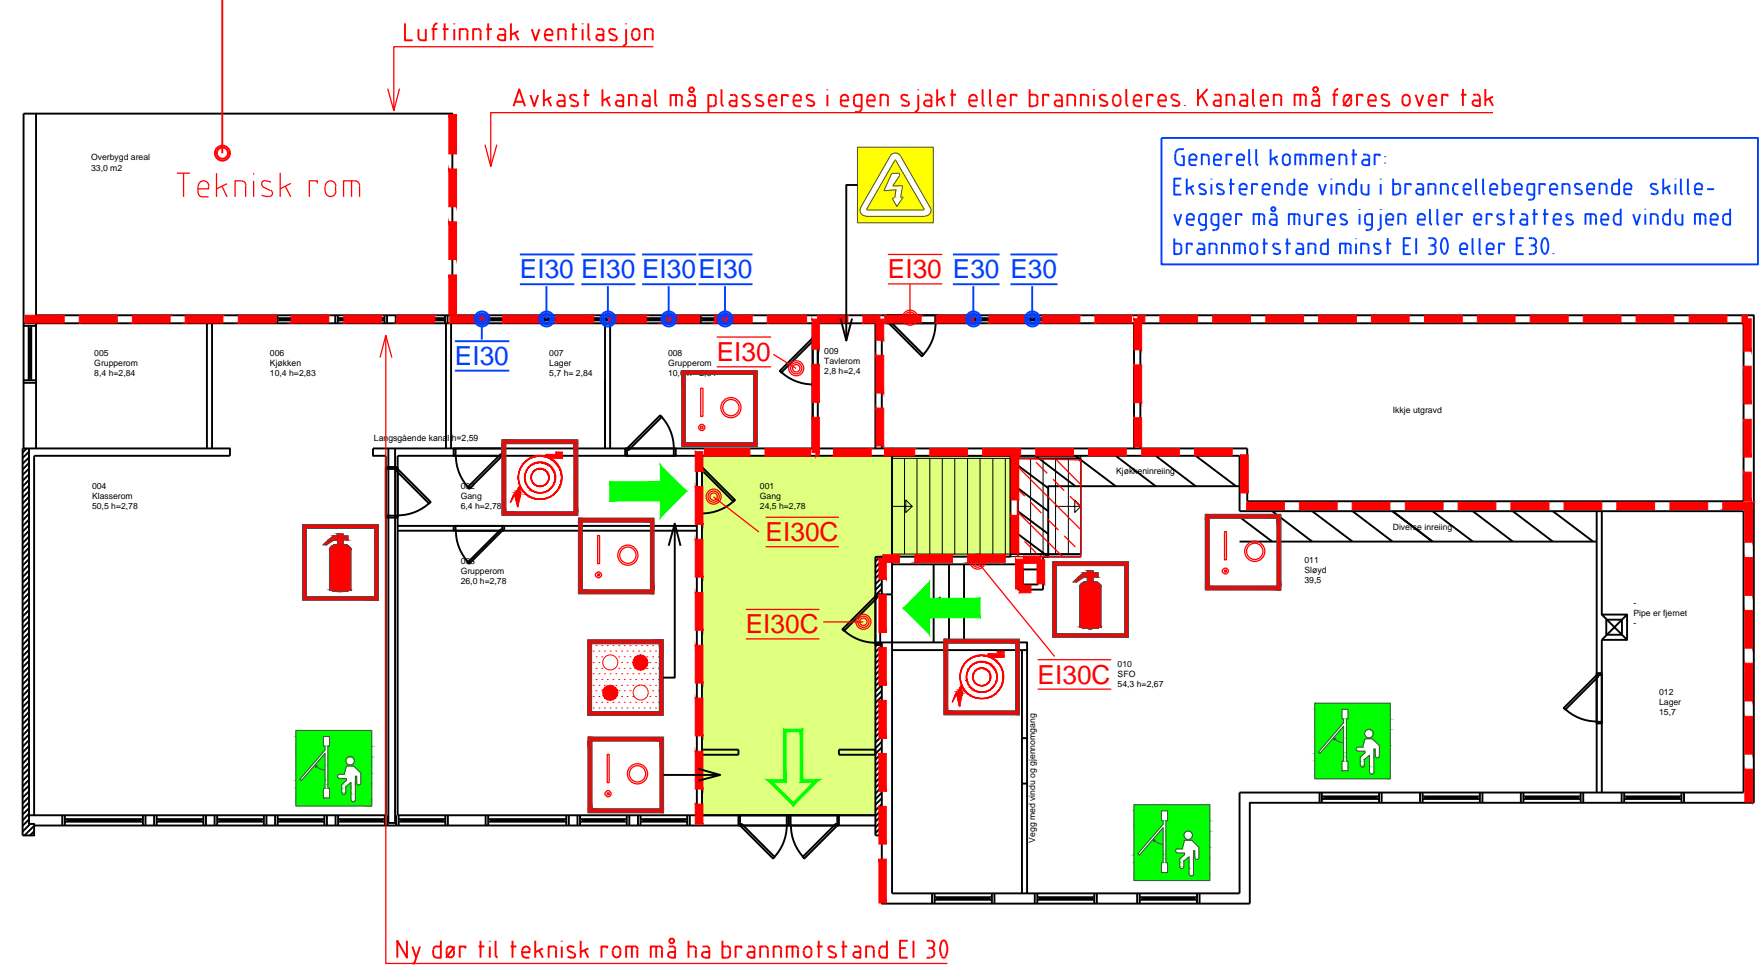 Luftinntak ventilasjon
Avkast kanal må plasseres i egen sjakt eller brannisoleres. Kanalen må føres over tak
Generell kommentar:
Eksisterende vindu i branncellebegrensende skille-
vegger må mures igjen eller erstattes med vindu med
brannmotstand minst EI 30 eller E30.
Overbygd areal
33,0 m2
Teknisk rom
EI30
EI30
EI30
EI30
EI30
E30
E30
EI30
EI30
005
Grupperom
8,4 h=2,84
006
Kjøkken
10,4 h=2,83
007
Lager
5,7 h= 2,84
008
Grupperom
009
Tavlerom
2,8 h=2,4
Ikkje utgravd
Langsgående kanal h=2,59
Kjøkkeninreiing
004
Klasserom
50,5 h=2,78
Gang
6,4 h=2,78
001
Gang
24,5 h=2,78
EI30C
Diverse inreiing
Grupperom
26,0 h=2,78
011
Sløyd
39,5
EI30C
-
Pipe er fjernet
-
EI30C
010
SFO
54,3 h=2,67
012
Lager
15,7
Vegg med vindu og gjennomgang
Ny dør til teknisk rom må ha brannmotstand EI 30